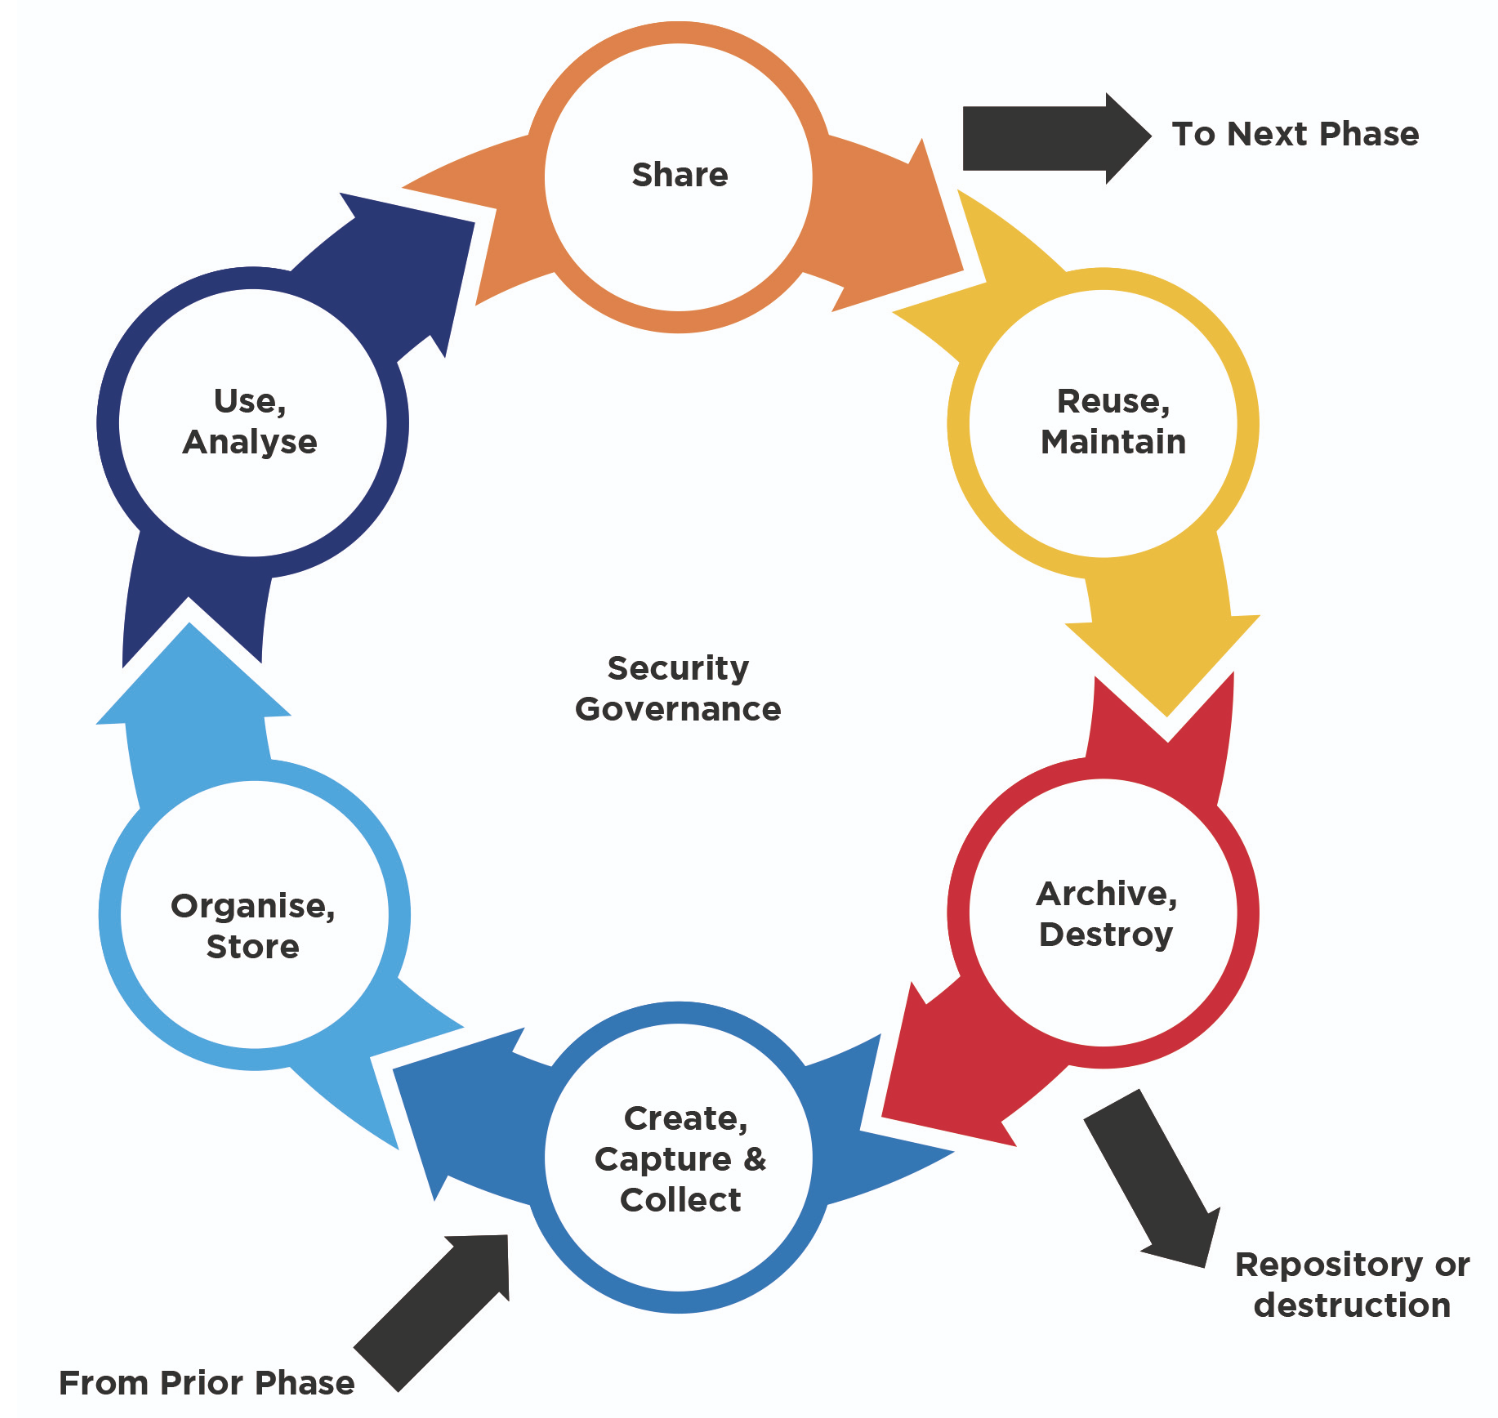 Share
To Next Phase
Use,
Analyse
Reuse,
Maintain
Security
Governance
Organise,
Store
Archive,
Destroy
Create,
Capture &
Collect
Repository or
destruction
From Prior Phase